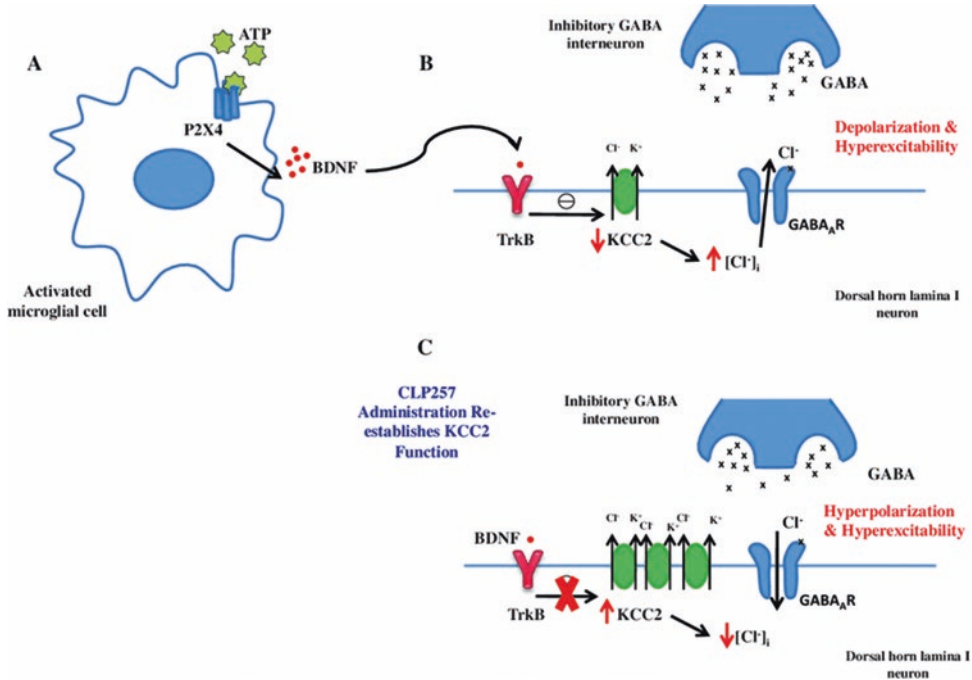 A
ATP
P2X4
BDNF
Activated
microglial cell
B
Inhibitory GABA
interneuron
GABA
Depolarization &
Hyperexcitability
Cl-
K+
Cl-
TrkB
KCC2
[Cl-]i
GABAAR
Dorsal horn lamina I
neuron
C
CLP257
Administration Re-
establishes KCC2
Function
Inhibitory GABA
interneuron
GABA
Hyperpolarization
& Hyperexcitability
Cl-
K+
Cl-
K+
Cl-
K+
Cl-
BDNF
TrkB
KCC2
[Cl-]i
GABAAR
Dorsal horn lamina I
neuron